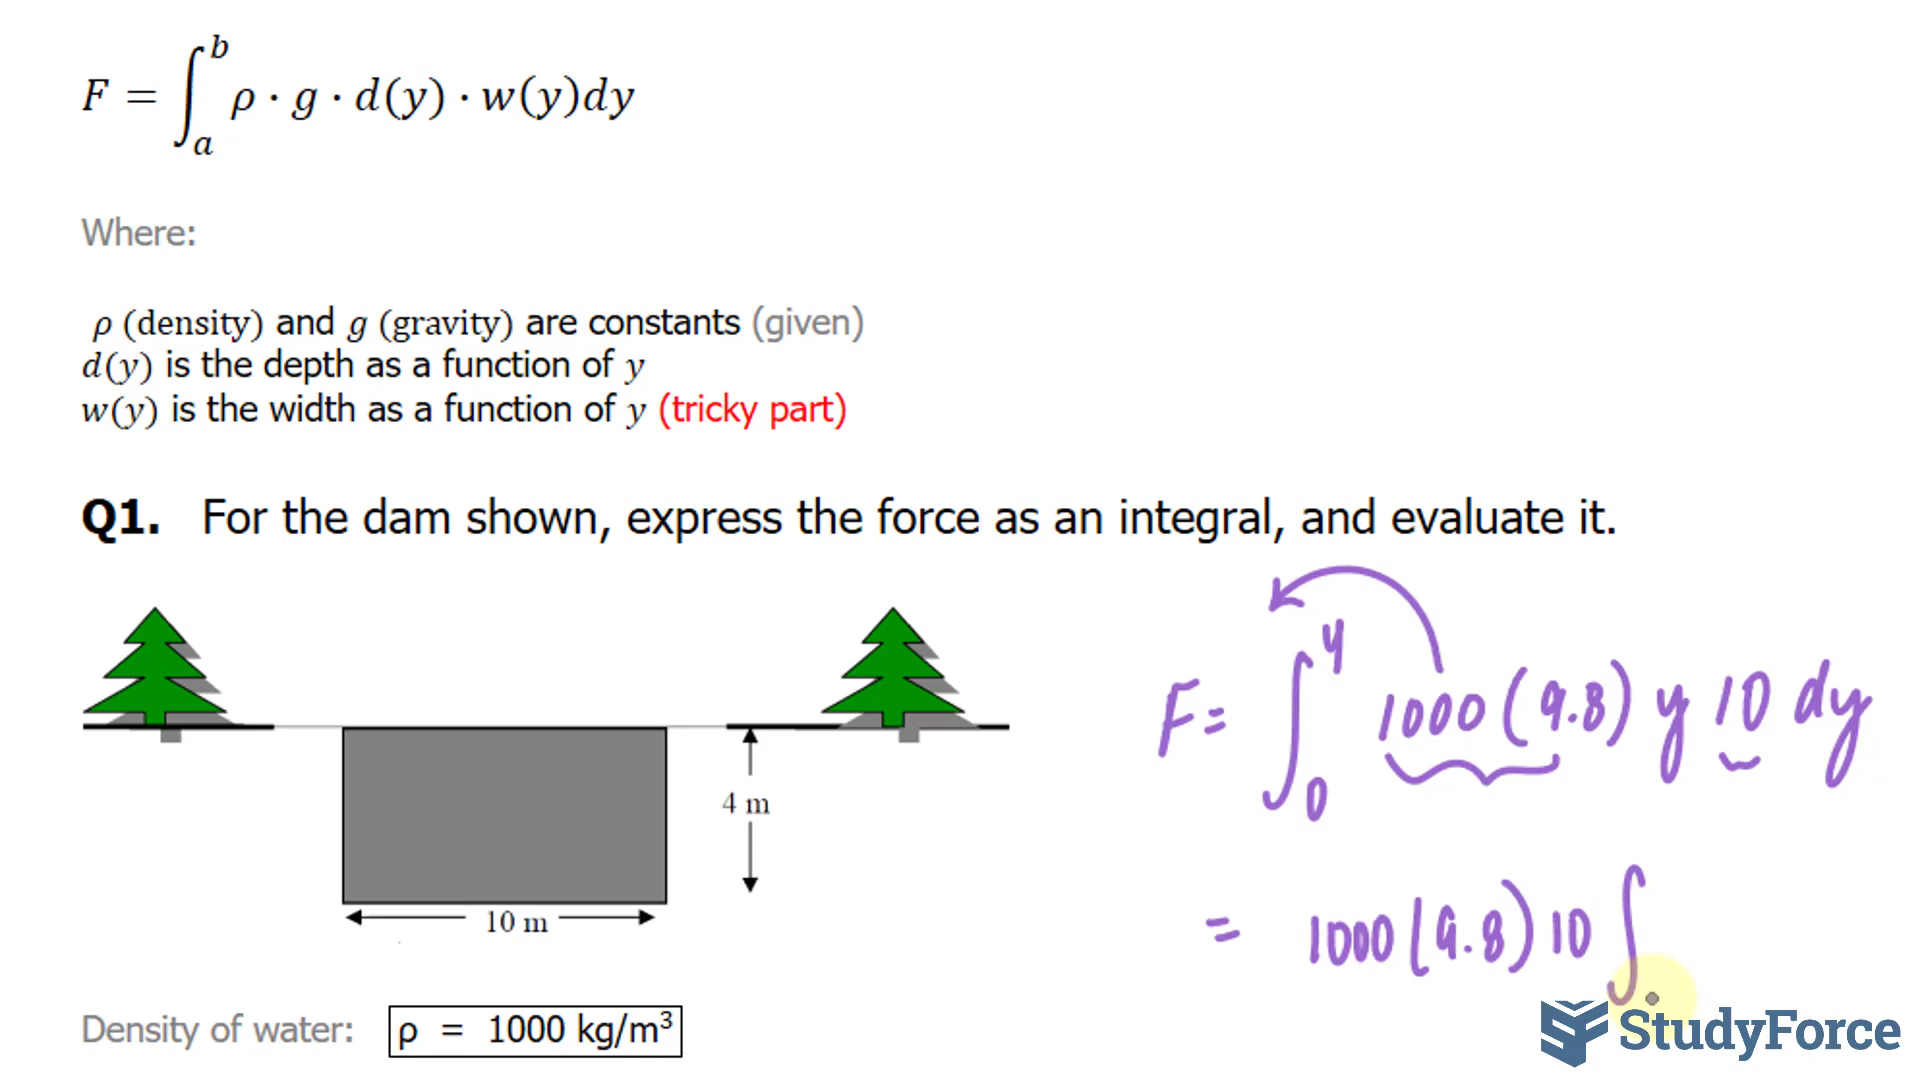 F = ∫_a^b ρ · g · d(y) · w(y)dy
Where:
ρ (density) and g (gravity) are constants (given)
d(y) is the depth as a function of y
w(y) is the width as a function of y (tricky part)
Q1. For the dam shown, express the force as an integral, and evaluate it.
4 m
10 m
F = ∫_0^4 1000 (9.8) y 10 dy
= 1000 (9.8) 10 ∫
Density of water: ρ = 1000 kg/m³
StudyForce